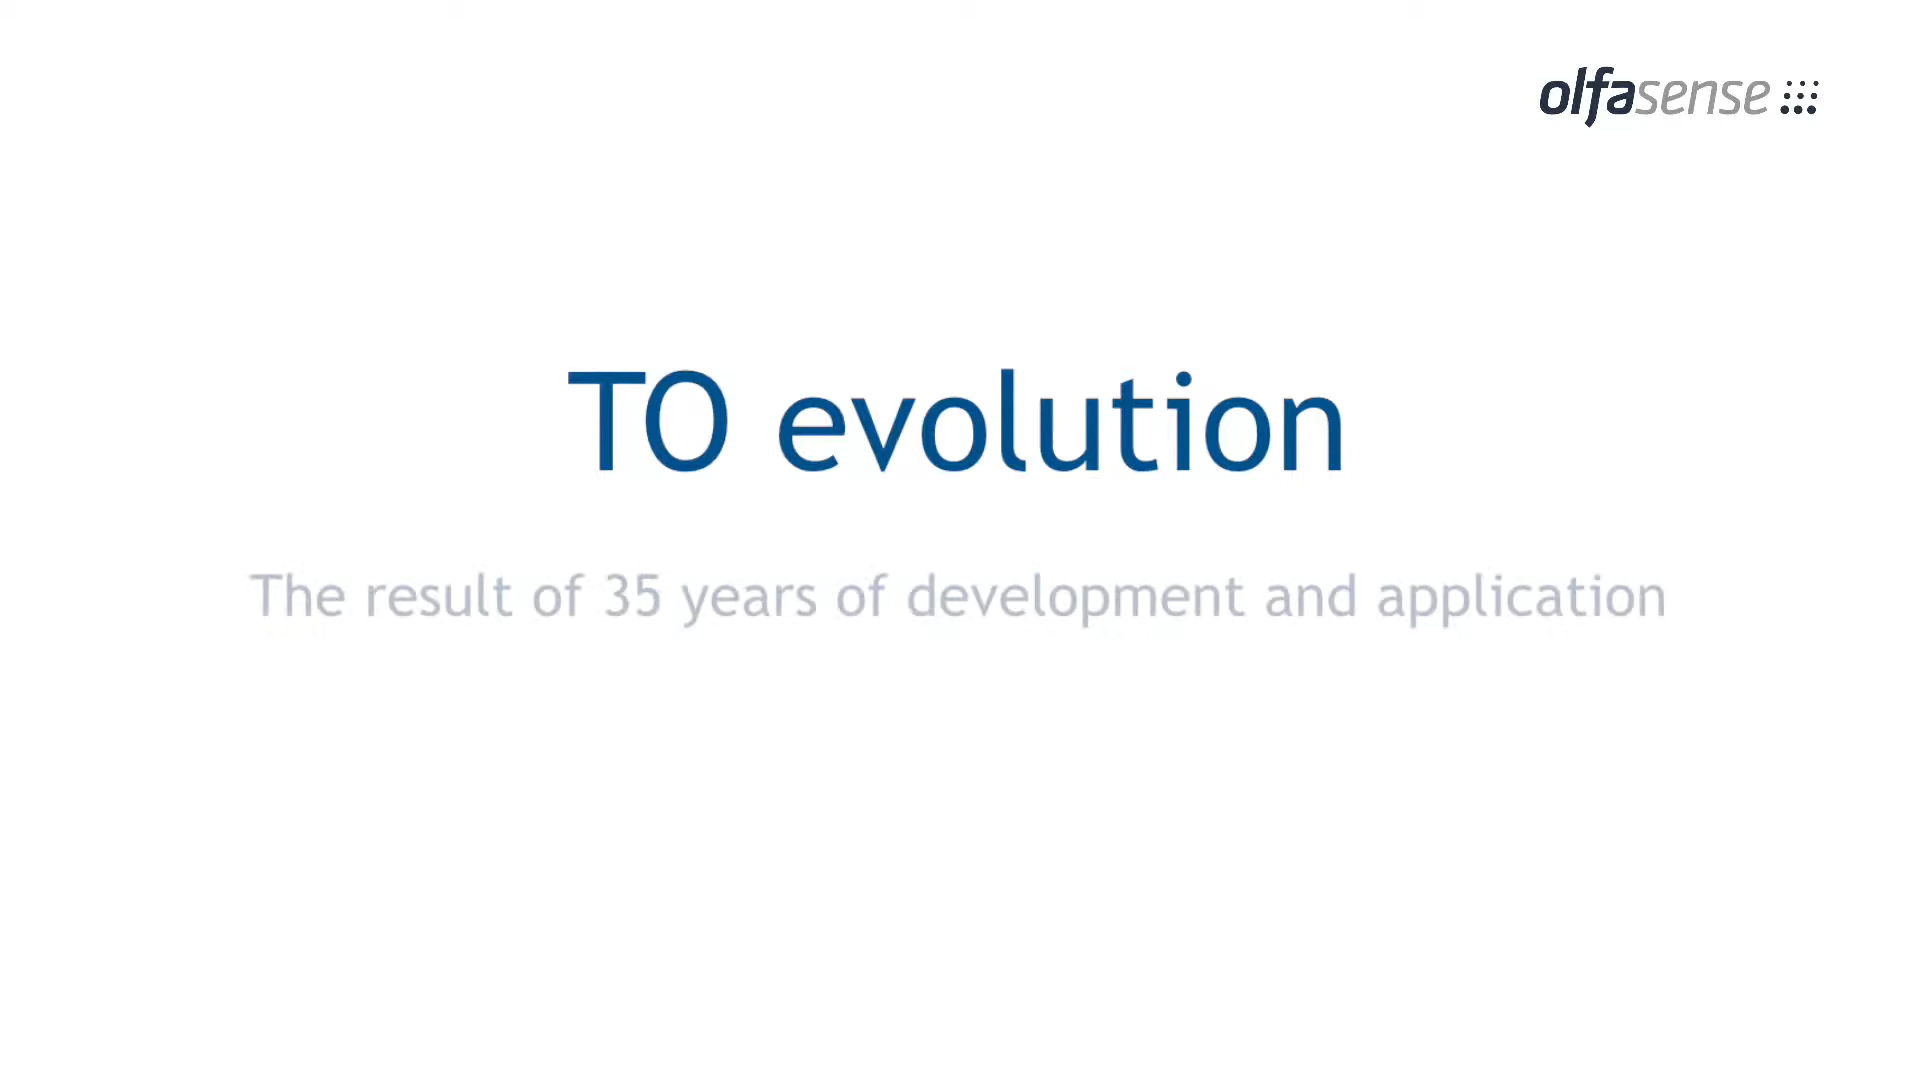 olfasense
TO evolution
The result of 35 years of development and application